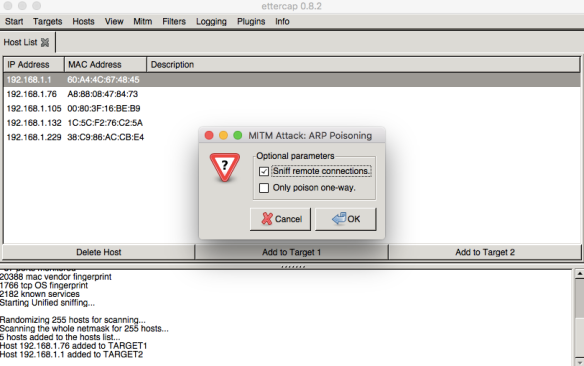 ettercap 0.8.2
Start Targets Hosts View Mitm Filters Logging Plugins Info
Host List
IP Address MAC Address Description
192.168.1.1 60:A4:4C:67:48:45
192.168.1.76 A8:88:08:47:84:73
192.168.1.105 00:80:3F:16:BE:B9
192.168.1.132 1C:5C:F2:76:C2:5A
192.168.1.229 38:C9:86:AC:CB:E4
MITM Attack: ARP Poisoning
Optional parameters
Sniff remote connections.
Only poison one-way.
Cancel OK
Delete Host Add to Target 1 Add to Target 2
ports monitored
20388 mac vendor fingerprint
1766 tcp OS fingerprint
2182 known services
Starting Unified sniffing...
Randomizing 255 hosts for scanning...
Scanning the whole netmask for 255 hosts...
5 hosts added to the hosts list...
Host 192.168.1.76 added to TARGET1
Host 192.168.1.1 added to TARGET2